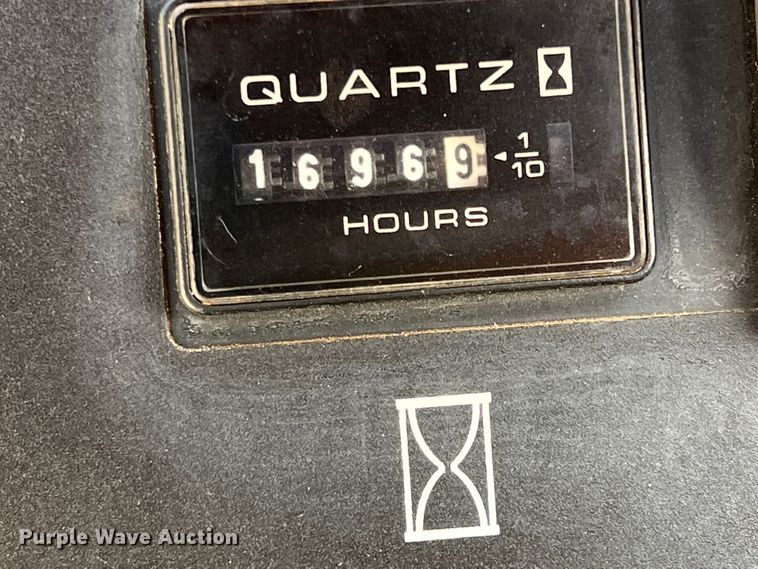 QUARTZ
16969 1/10
HOURS
Purple Wave Auction